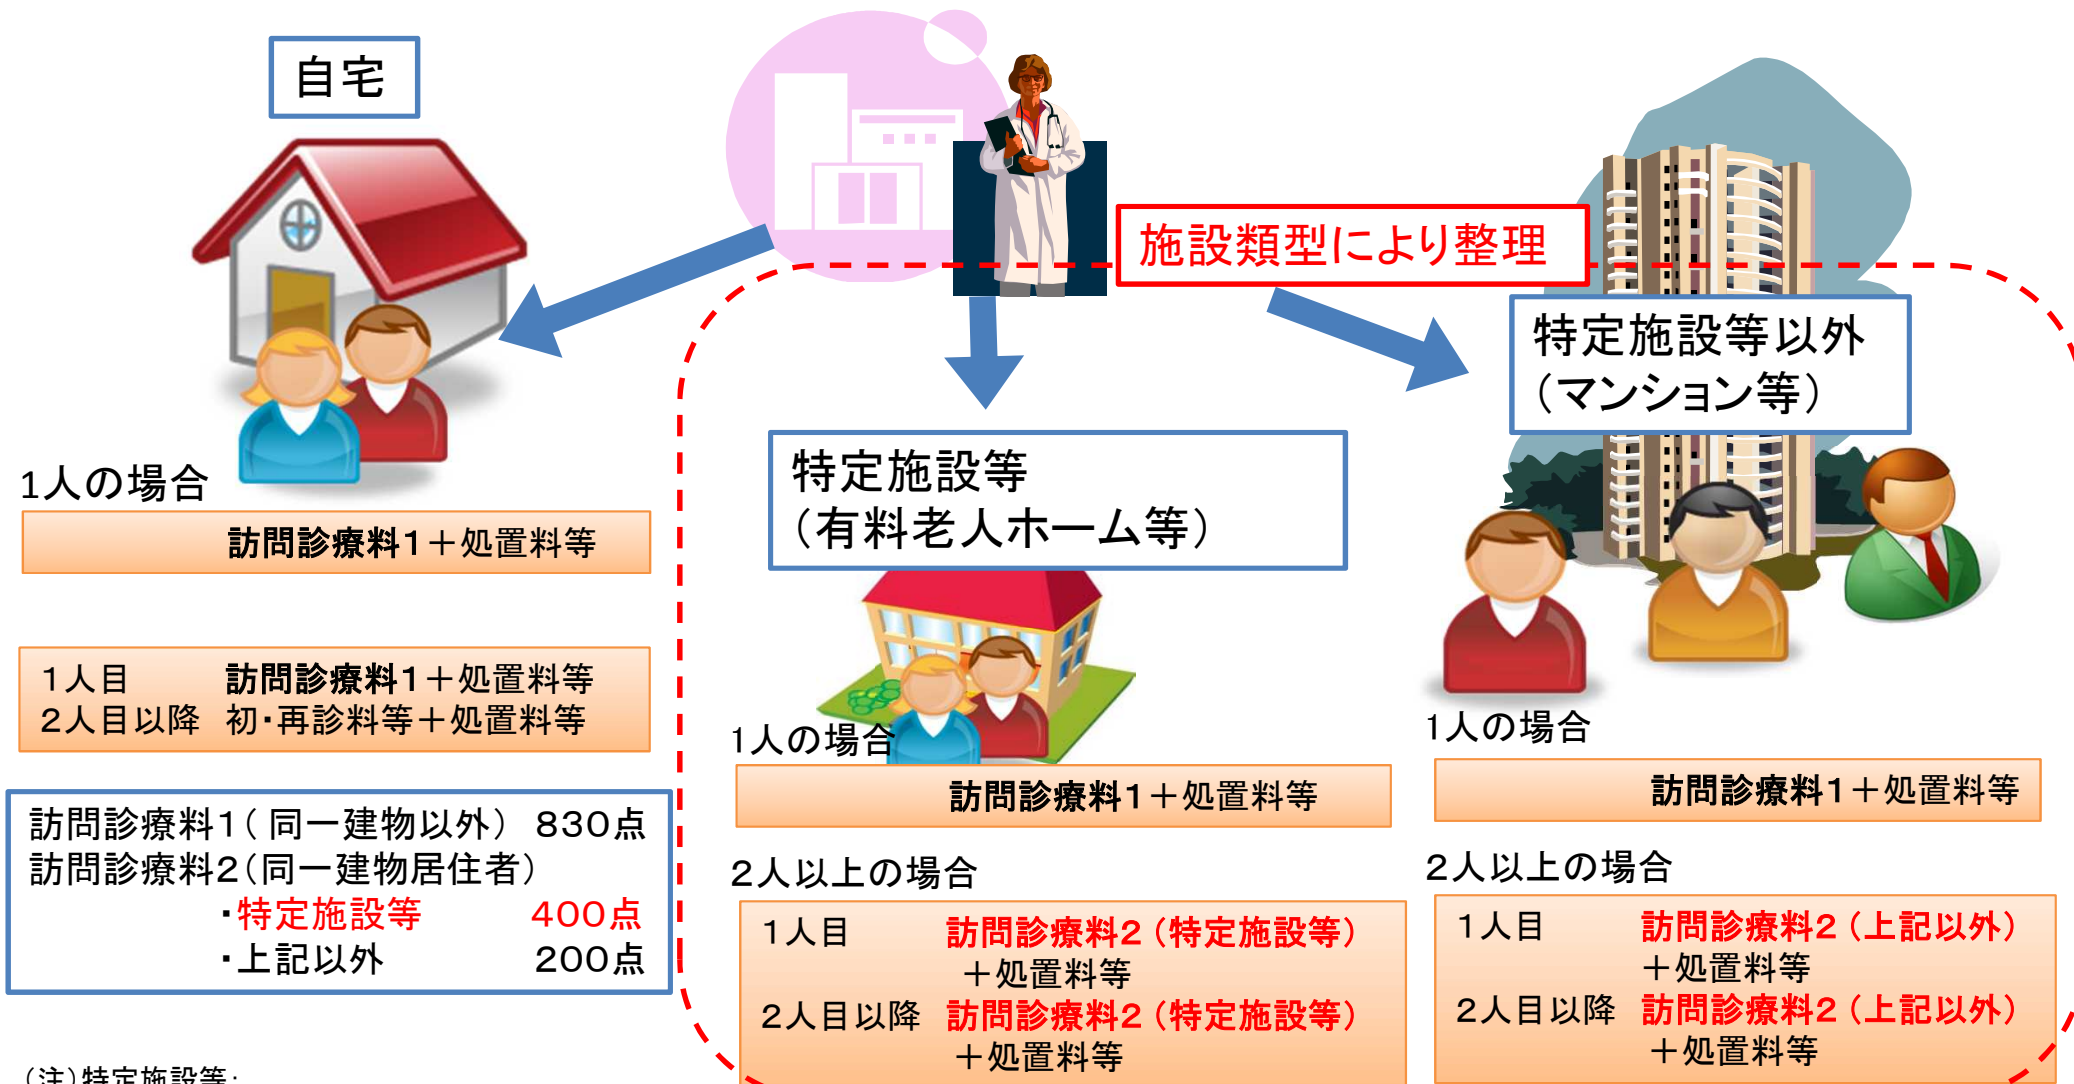 自宅
施設類型により整理
特定施設等以外
（マンション等）
特定施設等
（有料老人ホーム等）
1人の場合
訪問診療料1＋処置料等
1人目 訪問診療料1＋処置料等
2人目以降 初・再診料等＋処置料等
訪問診療料1（同一建物以外） 830点
訪問診療料2（同一建物居住者）
・特定施設等 400点
・上記以外 200点
1人の場合
訪問診療料1＋処置料等
2人以上の場合
1人目 訪問診療料2（特定施設等）
＋処置料等
2人目以降 訪問診療料2（特定施設等）
＋処置料等
1人の場合
訪問診療料1＋処置料等
2人以上の場合
1人目 訪問診療料2（上記以外）
＋処置料等
2人目以降 訪問診療料2（上記以外）
＋処置料等
（注）特定施設等：